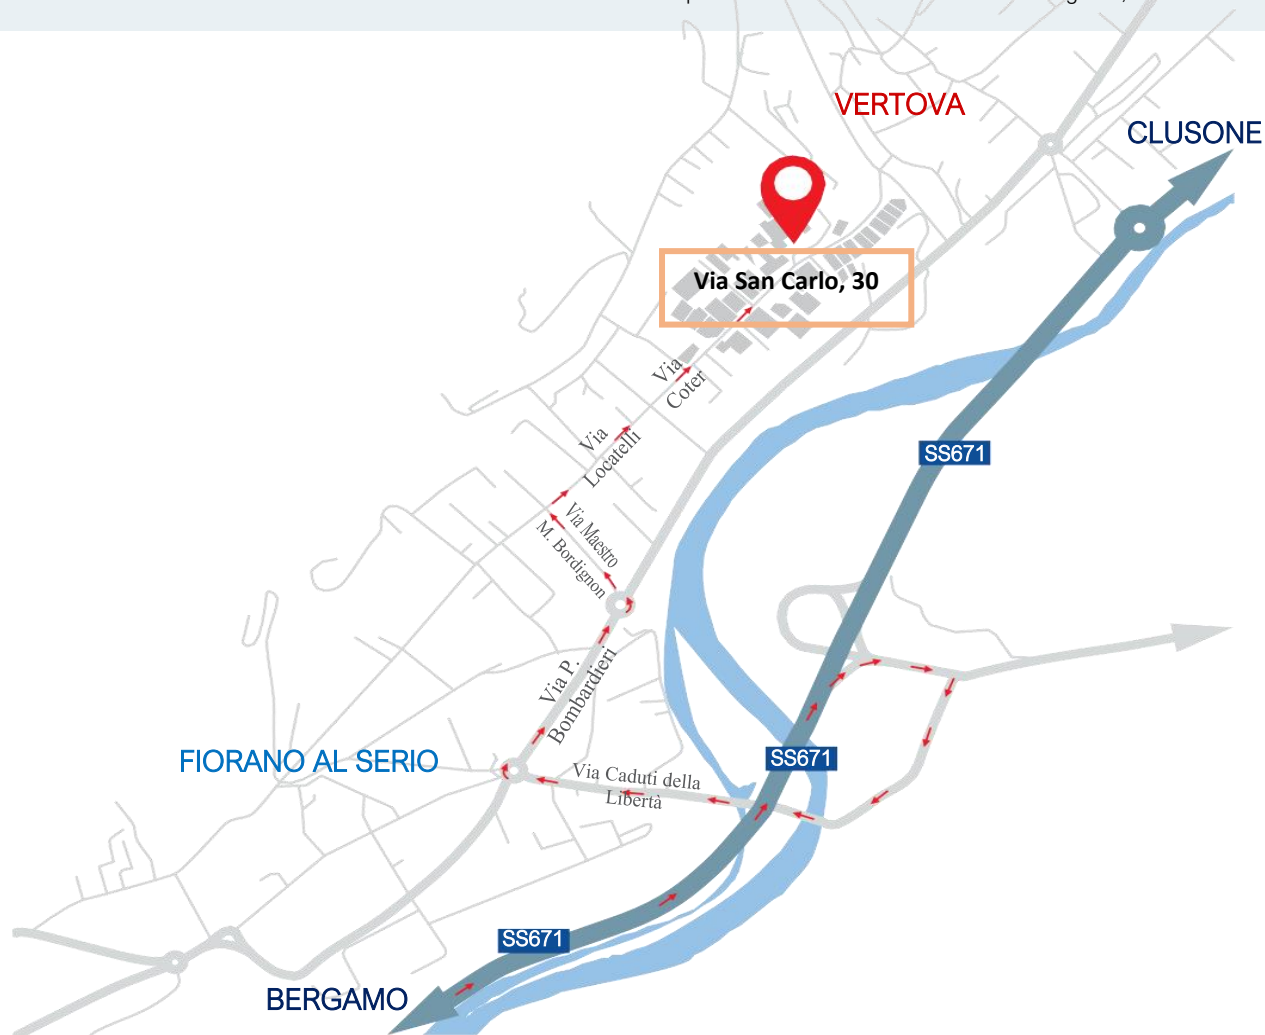 VERTOVA
CLUSONE
Via San Carlo, 30
Via
Coter
Via
Locatelli
SS671
Via Maestro
M. Bordignon
Via P.
Bombardieri
FIORANO AL SERIO
SS671
Via Caduti della
Libertà
SS671
BERGAMO